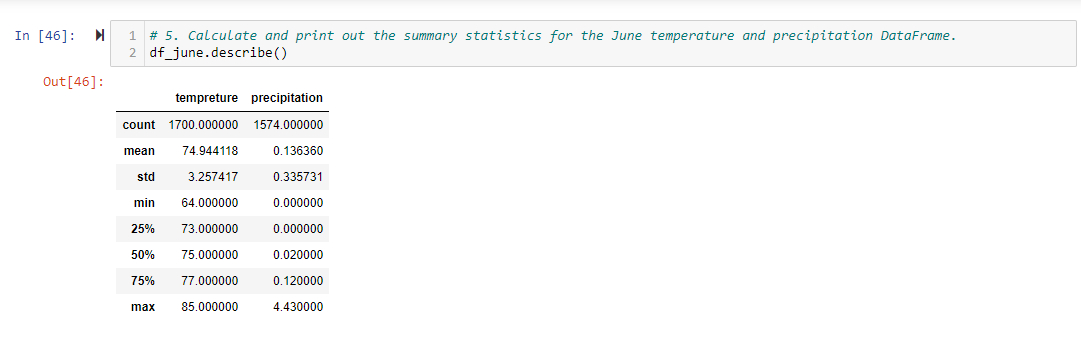 In [46]:
1 # 5. Calculate and print out the summary statistics for the June temperature and precipitation DataFrame.
2 df_june.describe()
Out[46]:
tempreture precipitation
count 1700.000000 1574.000000
mean 74.944118 0.136360
std 3.257417 0.335731
min 64.000000 0.000000
25% 73.000000 0.000000
50% 75.000000 0.020000
75% 77.000000 0.120000
max 85.000000 4.430000